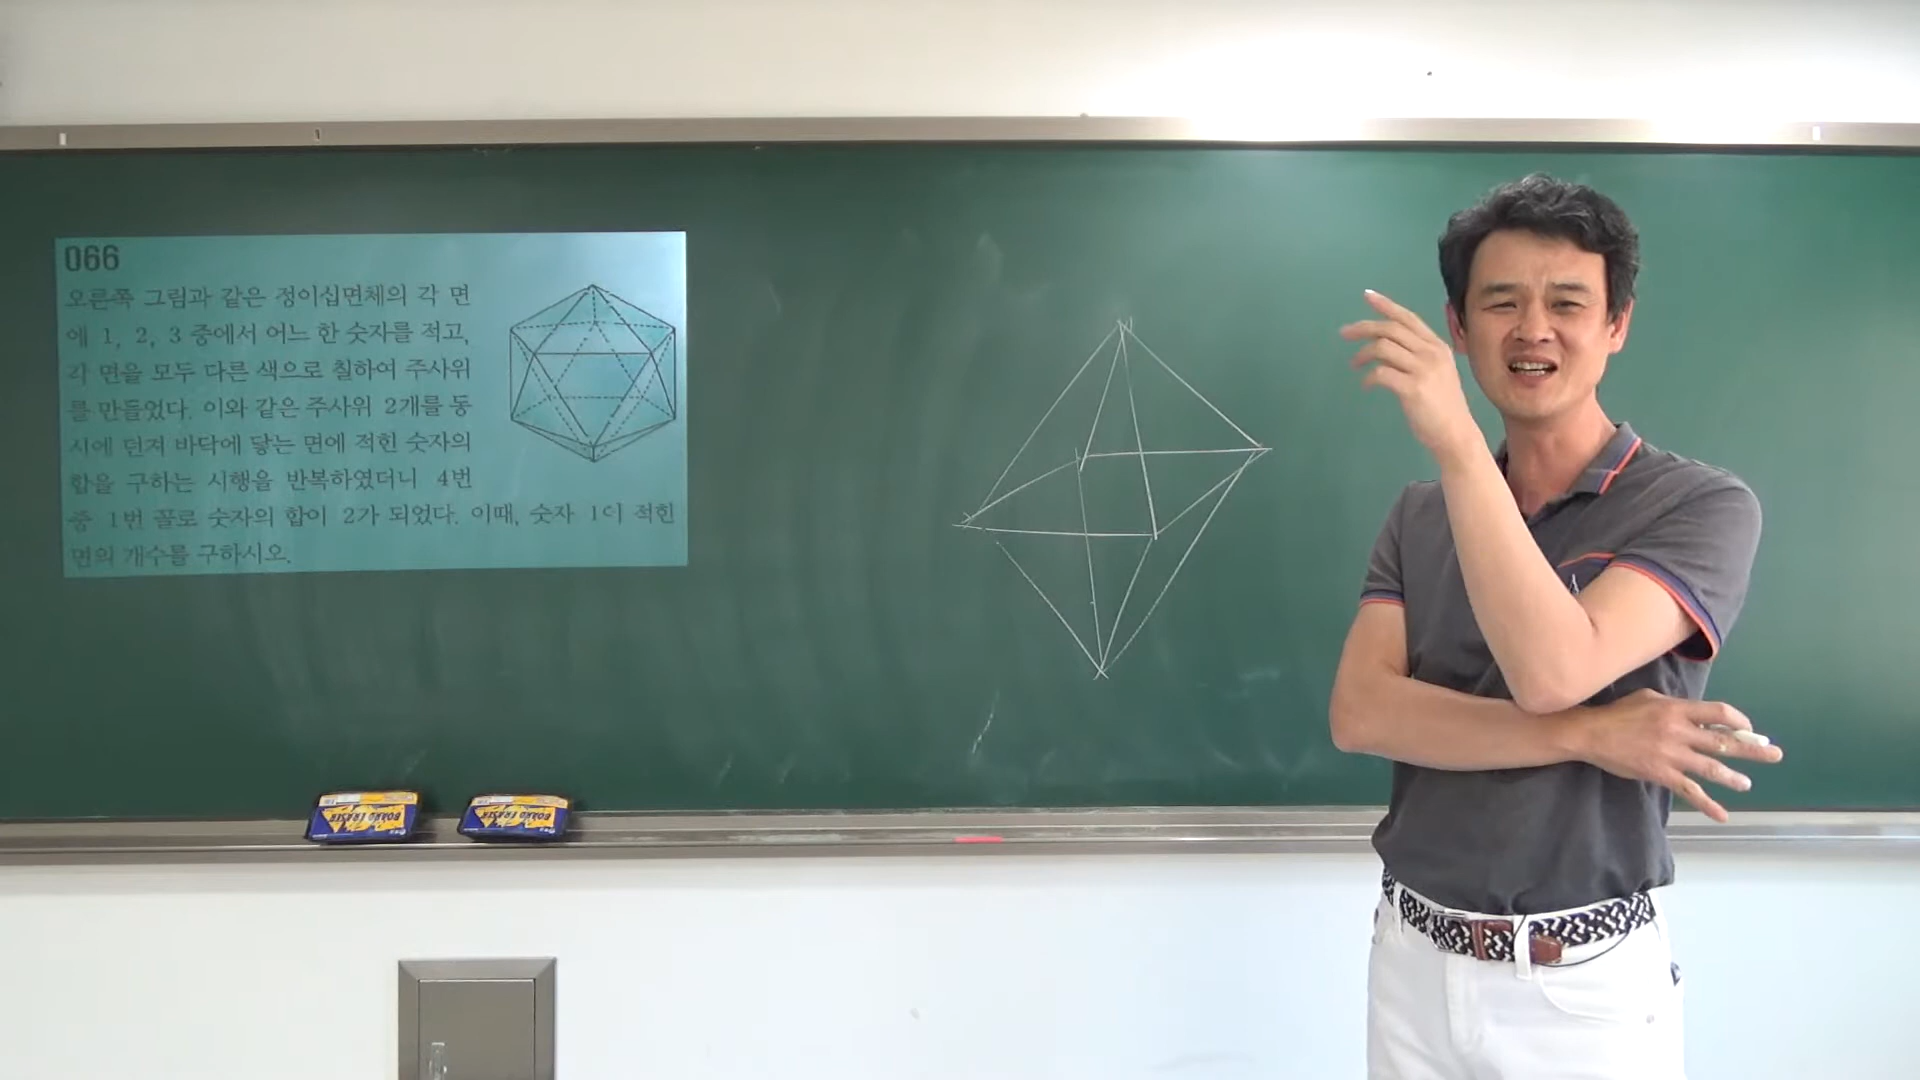 066
오른쪽 그림과 같은 정이십면체의 각 면
에 1, 2, 3 중에서 어느 한 숫자를 적고,
각 면을 모두 다른 색으로 칠하여 주사위
를 만들었다. 이와 같은 주사위 2개를 동
시에 던져 바닥에 닿는 면에 적힌 숫자의
합을 구하는 시행을 반복하였더니 4번
중 1번 꼴로 숫자의 합이 2가 되었다. 이때, 숫자 1이 적힌
면의 개수를 구하시오.
BOARD ERASER
BOARD ERASER